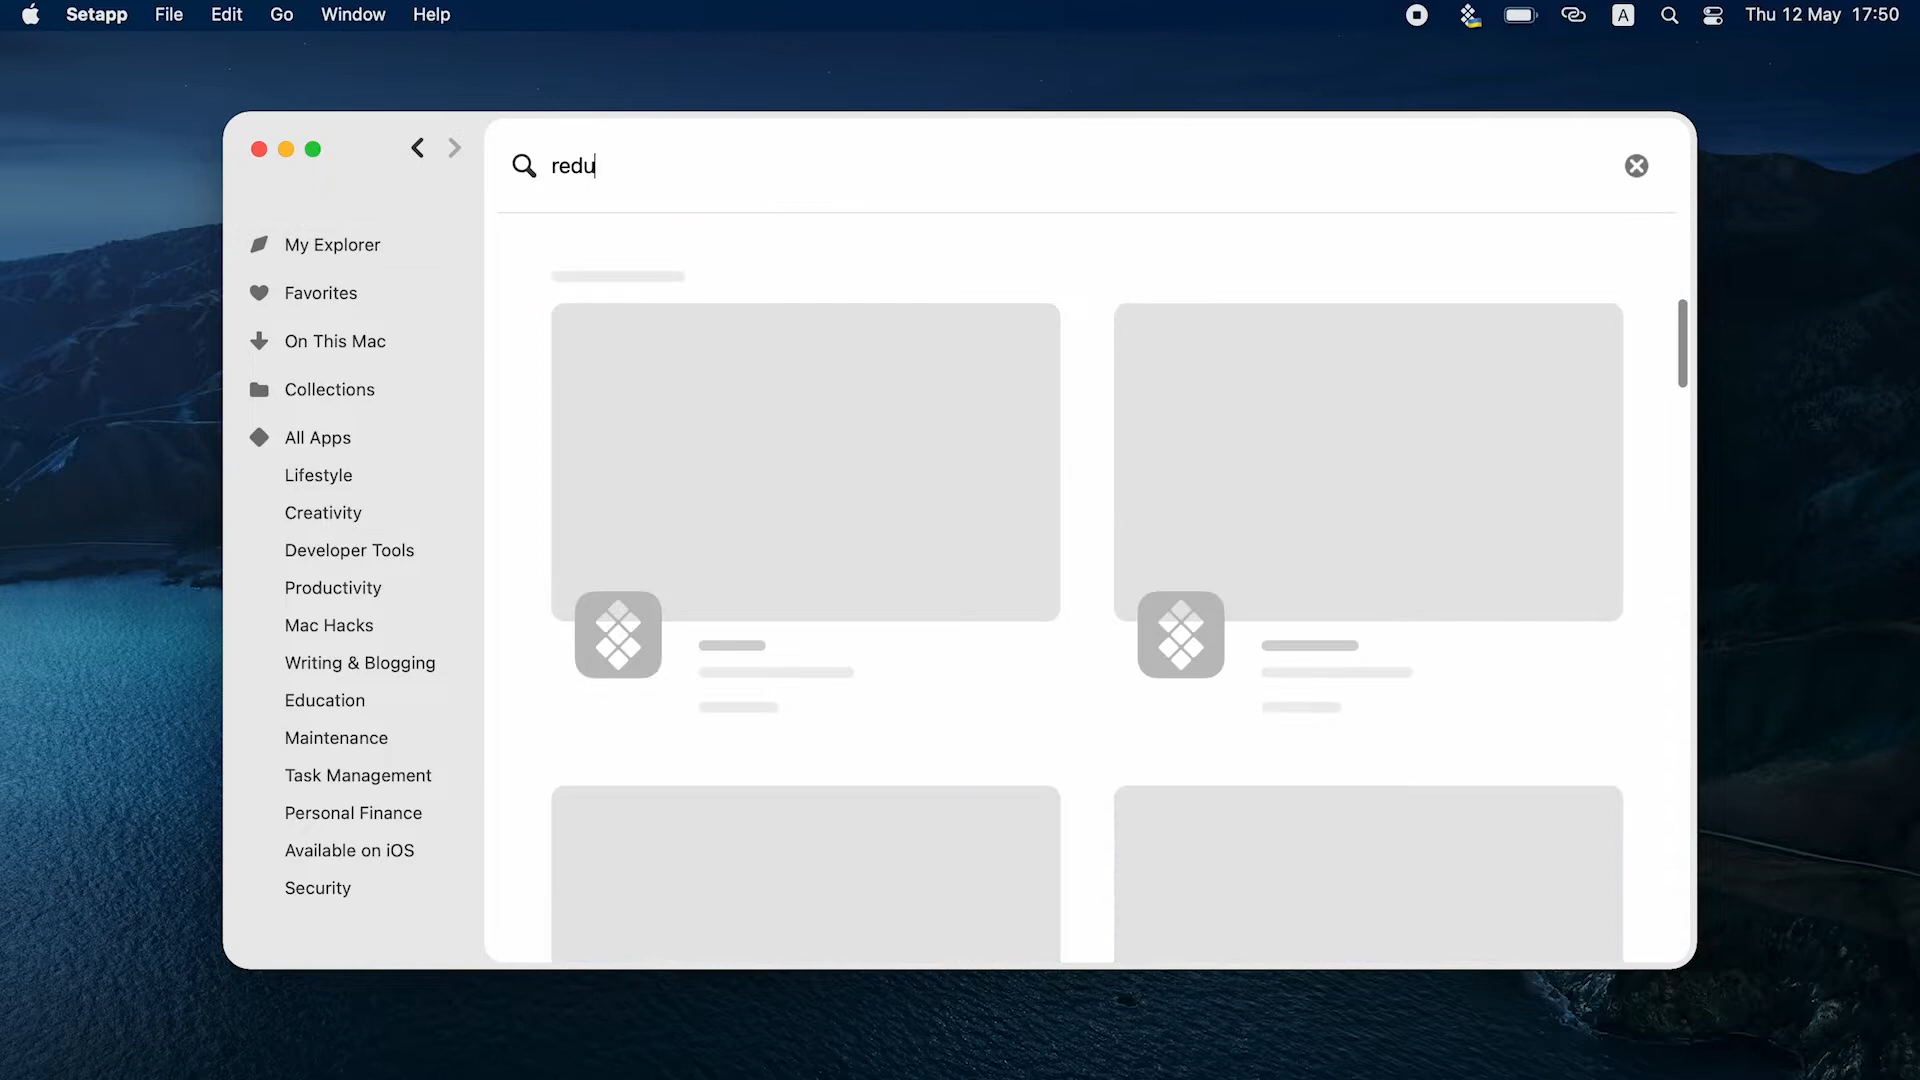 Setapp File Edit Go Window Help A Thu 12 May 17:50
redu
My Explorer
Favorites
On This Mac
Collections
All Apps
Lifestyle
Creativity
Developer Tools
Productivity
Mac Hacks
Writing & Blogging
Education
Maintenance
Task Management
Personal Finance
Available on iOS
Security